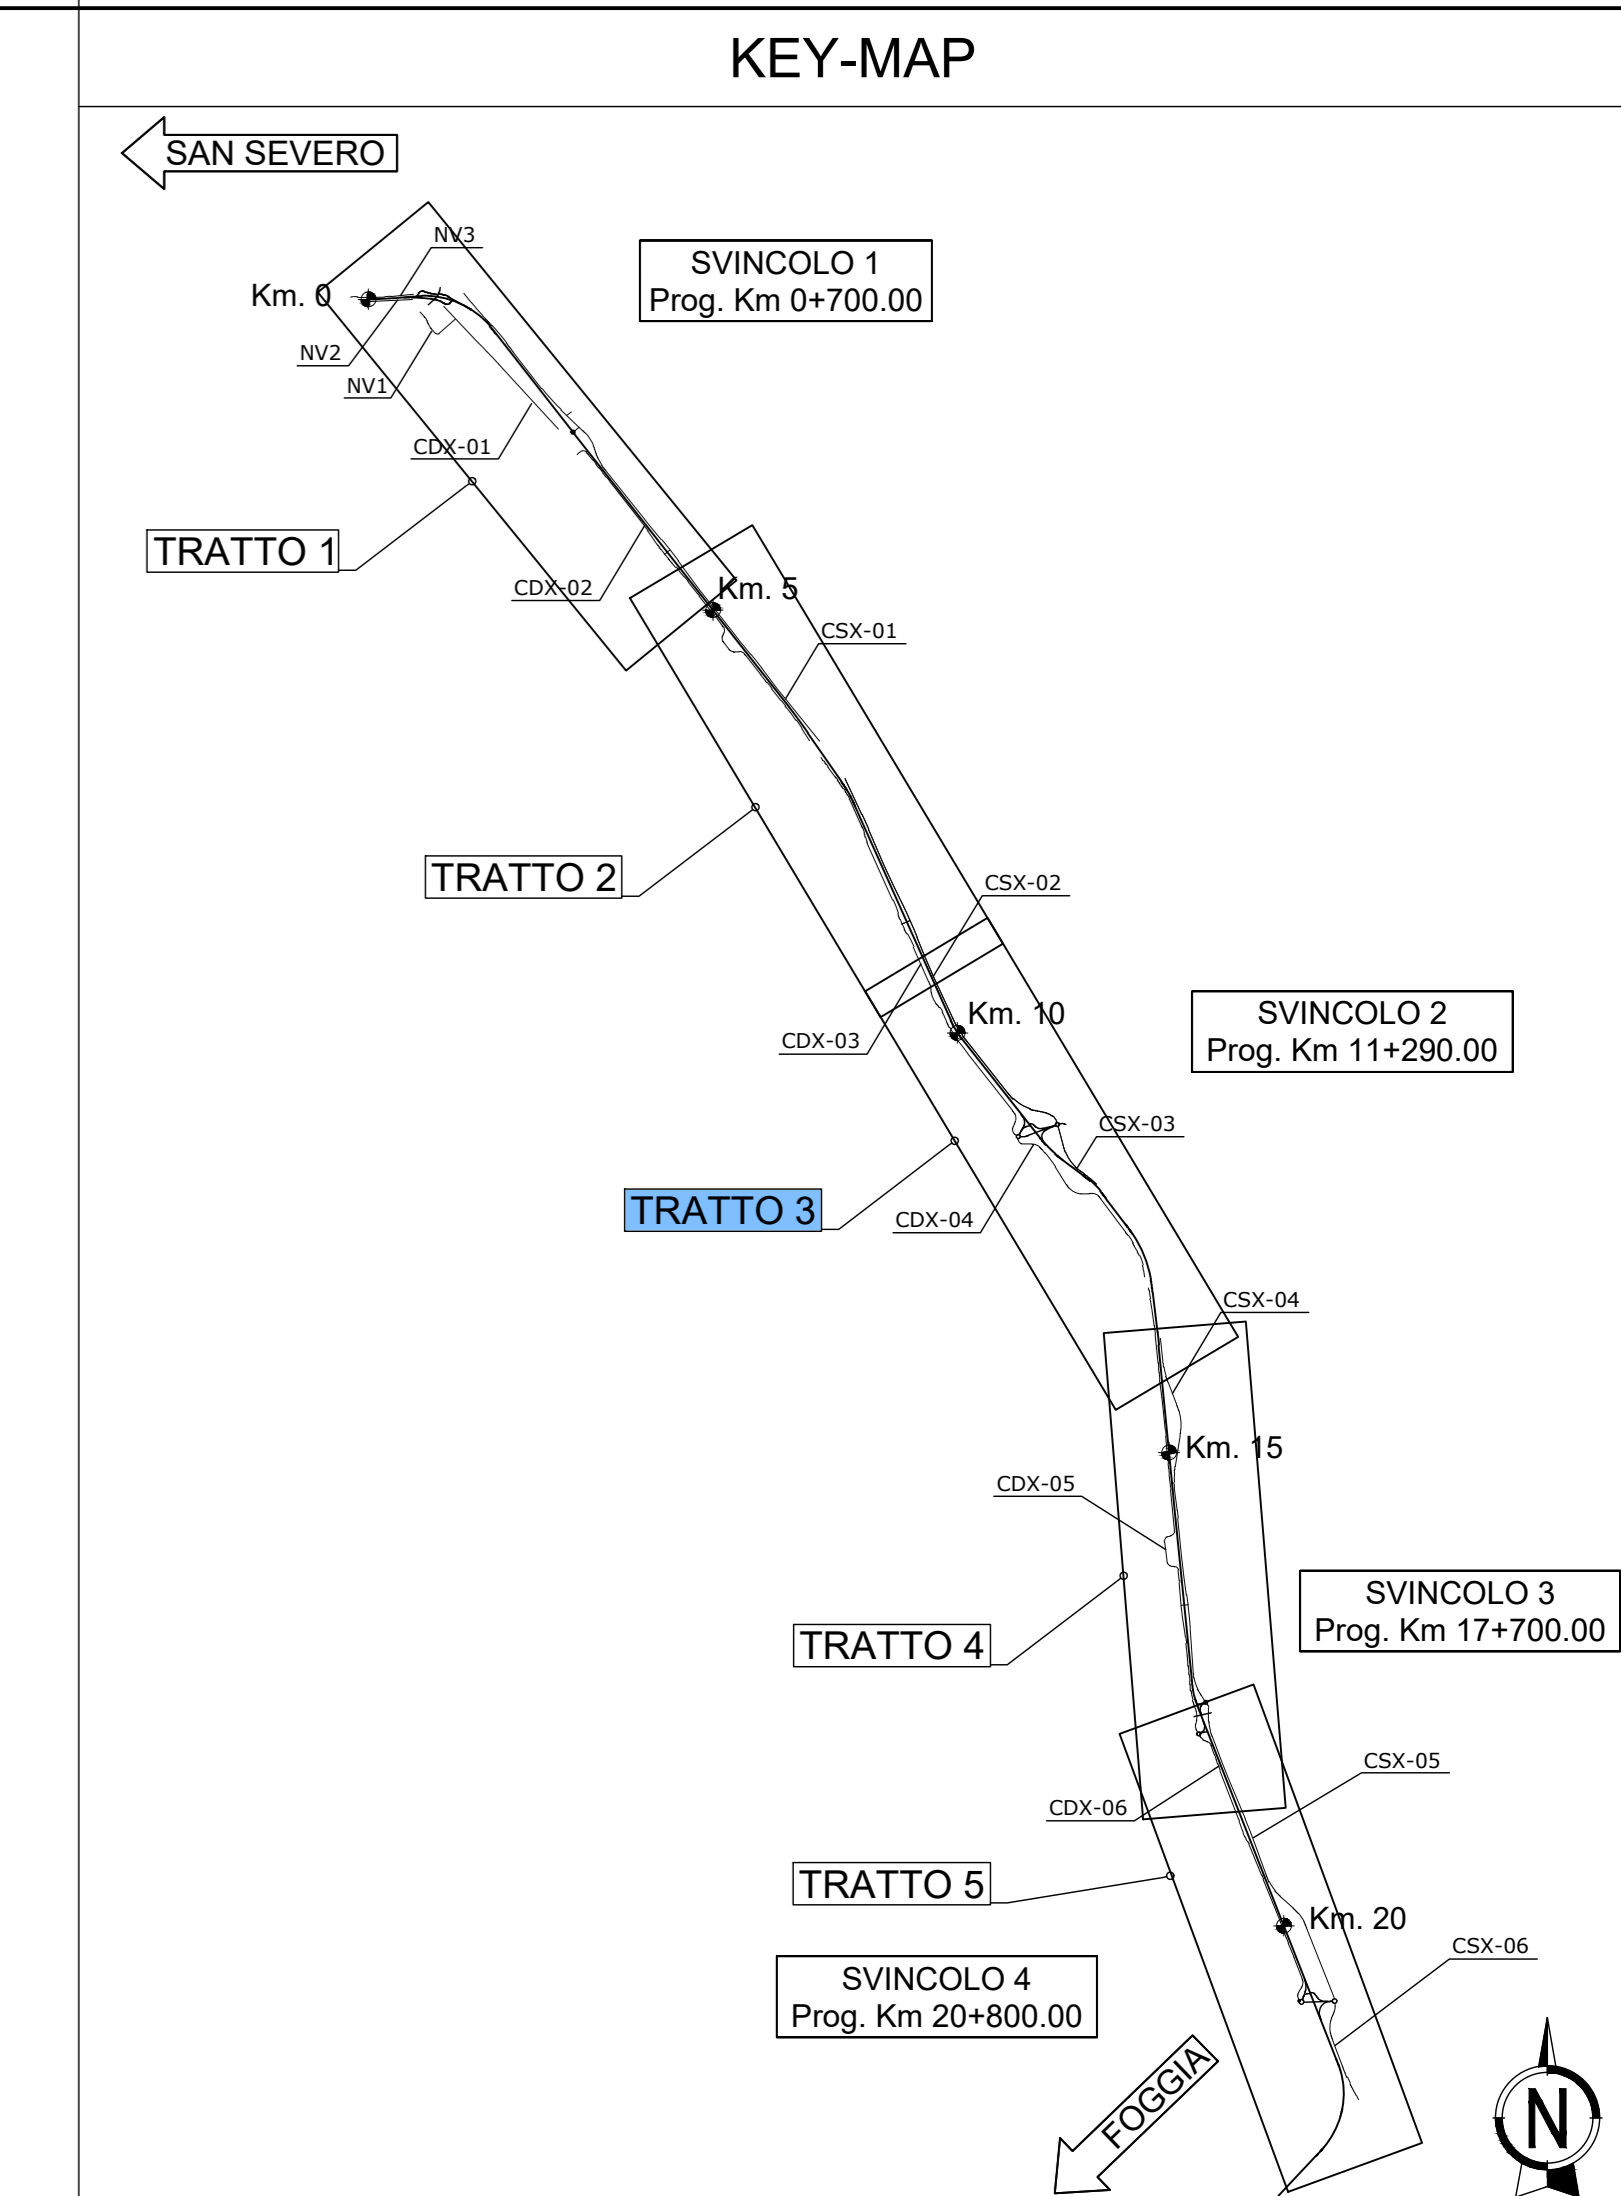 KEY-MAP
SAN SEVERO
NV3
SVINCOLO 1
Prog. Km 0+700.00
Km. 0
NV2
NV1
CDX-01
TRATTO 1
CDX-02
Km. 5
CSX-01
TRATTO 2
CSX-02
SVINCOLO 2
Prog. Km 11+290.00
Km. 10
CDX-03
CSX-03
TRATTO 3
CDX-04
CSX-04
Km. 15
CDX-05
SVINCOLO 3
Prog. Km 17+700.00
TRATTO 4
CSX-05
CDX-06
TRATTO 5
Km. 20
CSX-06
SVINCOLO 4
Prog. Km 20+800.00
FOGGIA
N